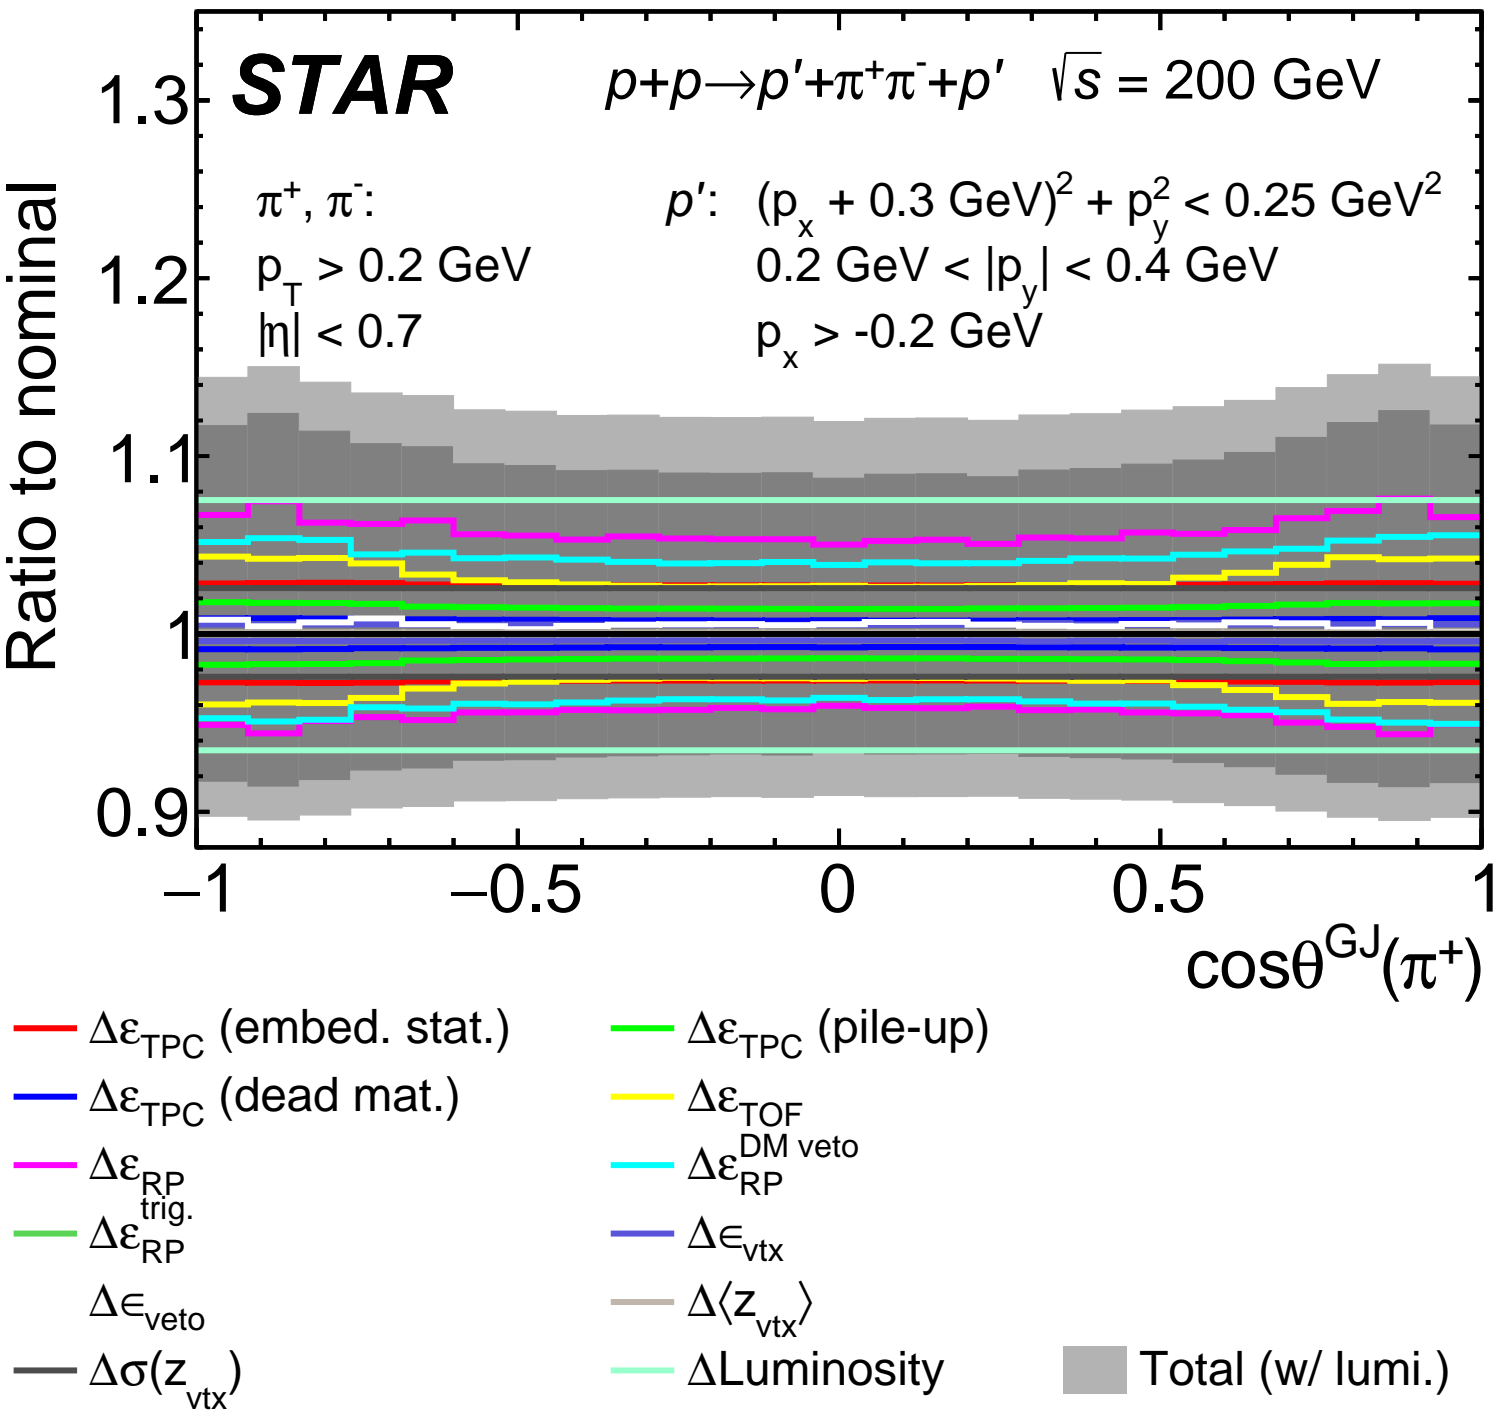 STAR p+p→p′+π⁺π⁻+p′ √s = 200 GeV
π⁺, π⁻: p′: (pₓ + 0.3 GeV)² + p_y² < 0.25 GeV²
p_T > 0.2 GeV 0.2 GeV < |p_y| < 0.4 GeV
|η| < 0.7 pₓ > -0.2 GeV
Ratio to nominal
1.3
1.2
1.1
1
0.9
−1 −0.5 0 0.5 1
cosθ^GJ(π⁺)
Δε_TPC (embed. stat.) Δε_TPC (pile-up)
Δε_TPC (dead mat.) Δε_TOF
Δε_RP Δε_RP^DM veto
Δε_RP^trig. Δ∈_vtx
Δ∈_veto Δ⟨z_vtx⟩
Δσ(z_vtx) ΔLuminosity Total (w/ lumi.)